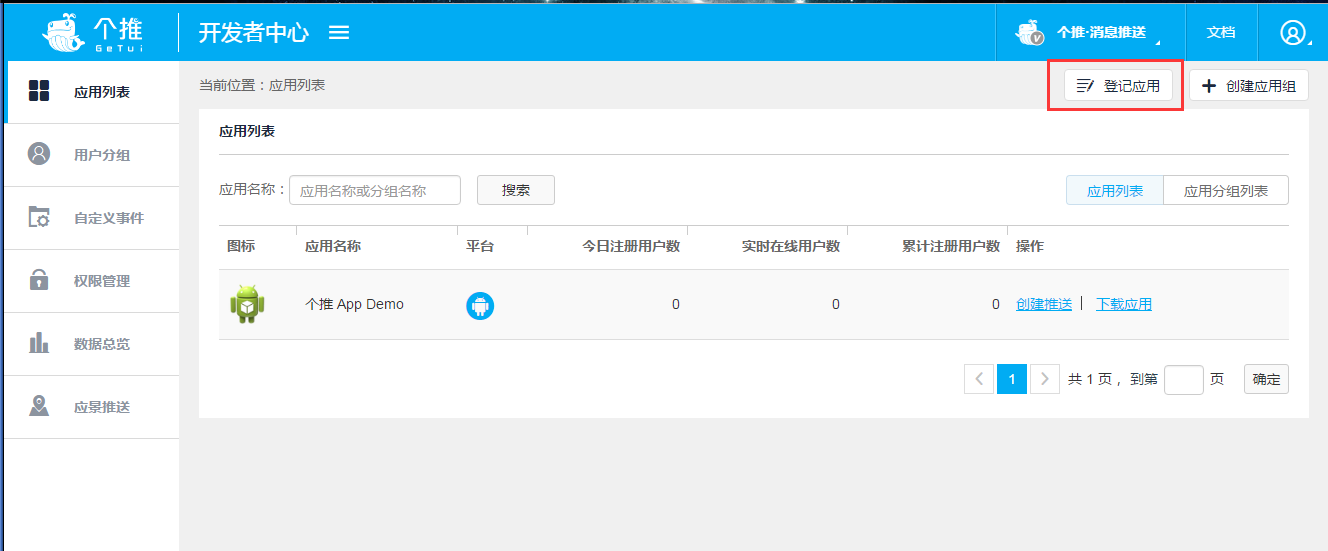 个推 GeTui 开发者中心 个推·消息推送 文档
应用列表
用户分组
自定义事件
权限管理
数据总览
应景推送
当前位置：应用列表 登记应用 创建应用组
应用列表
应用名称： 应用名称或分组名称 搜索 应用列表 应用分组列表
图标 应用名称 平台 今日注册用户数 实时在线用户数 累计注册用户数 操作
个推 App Demo 0 0 0 创建推送 | 下载应用
1 共 1 页， 到第 页 确定